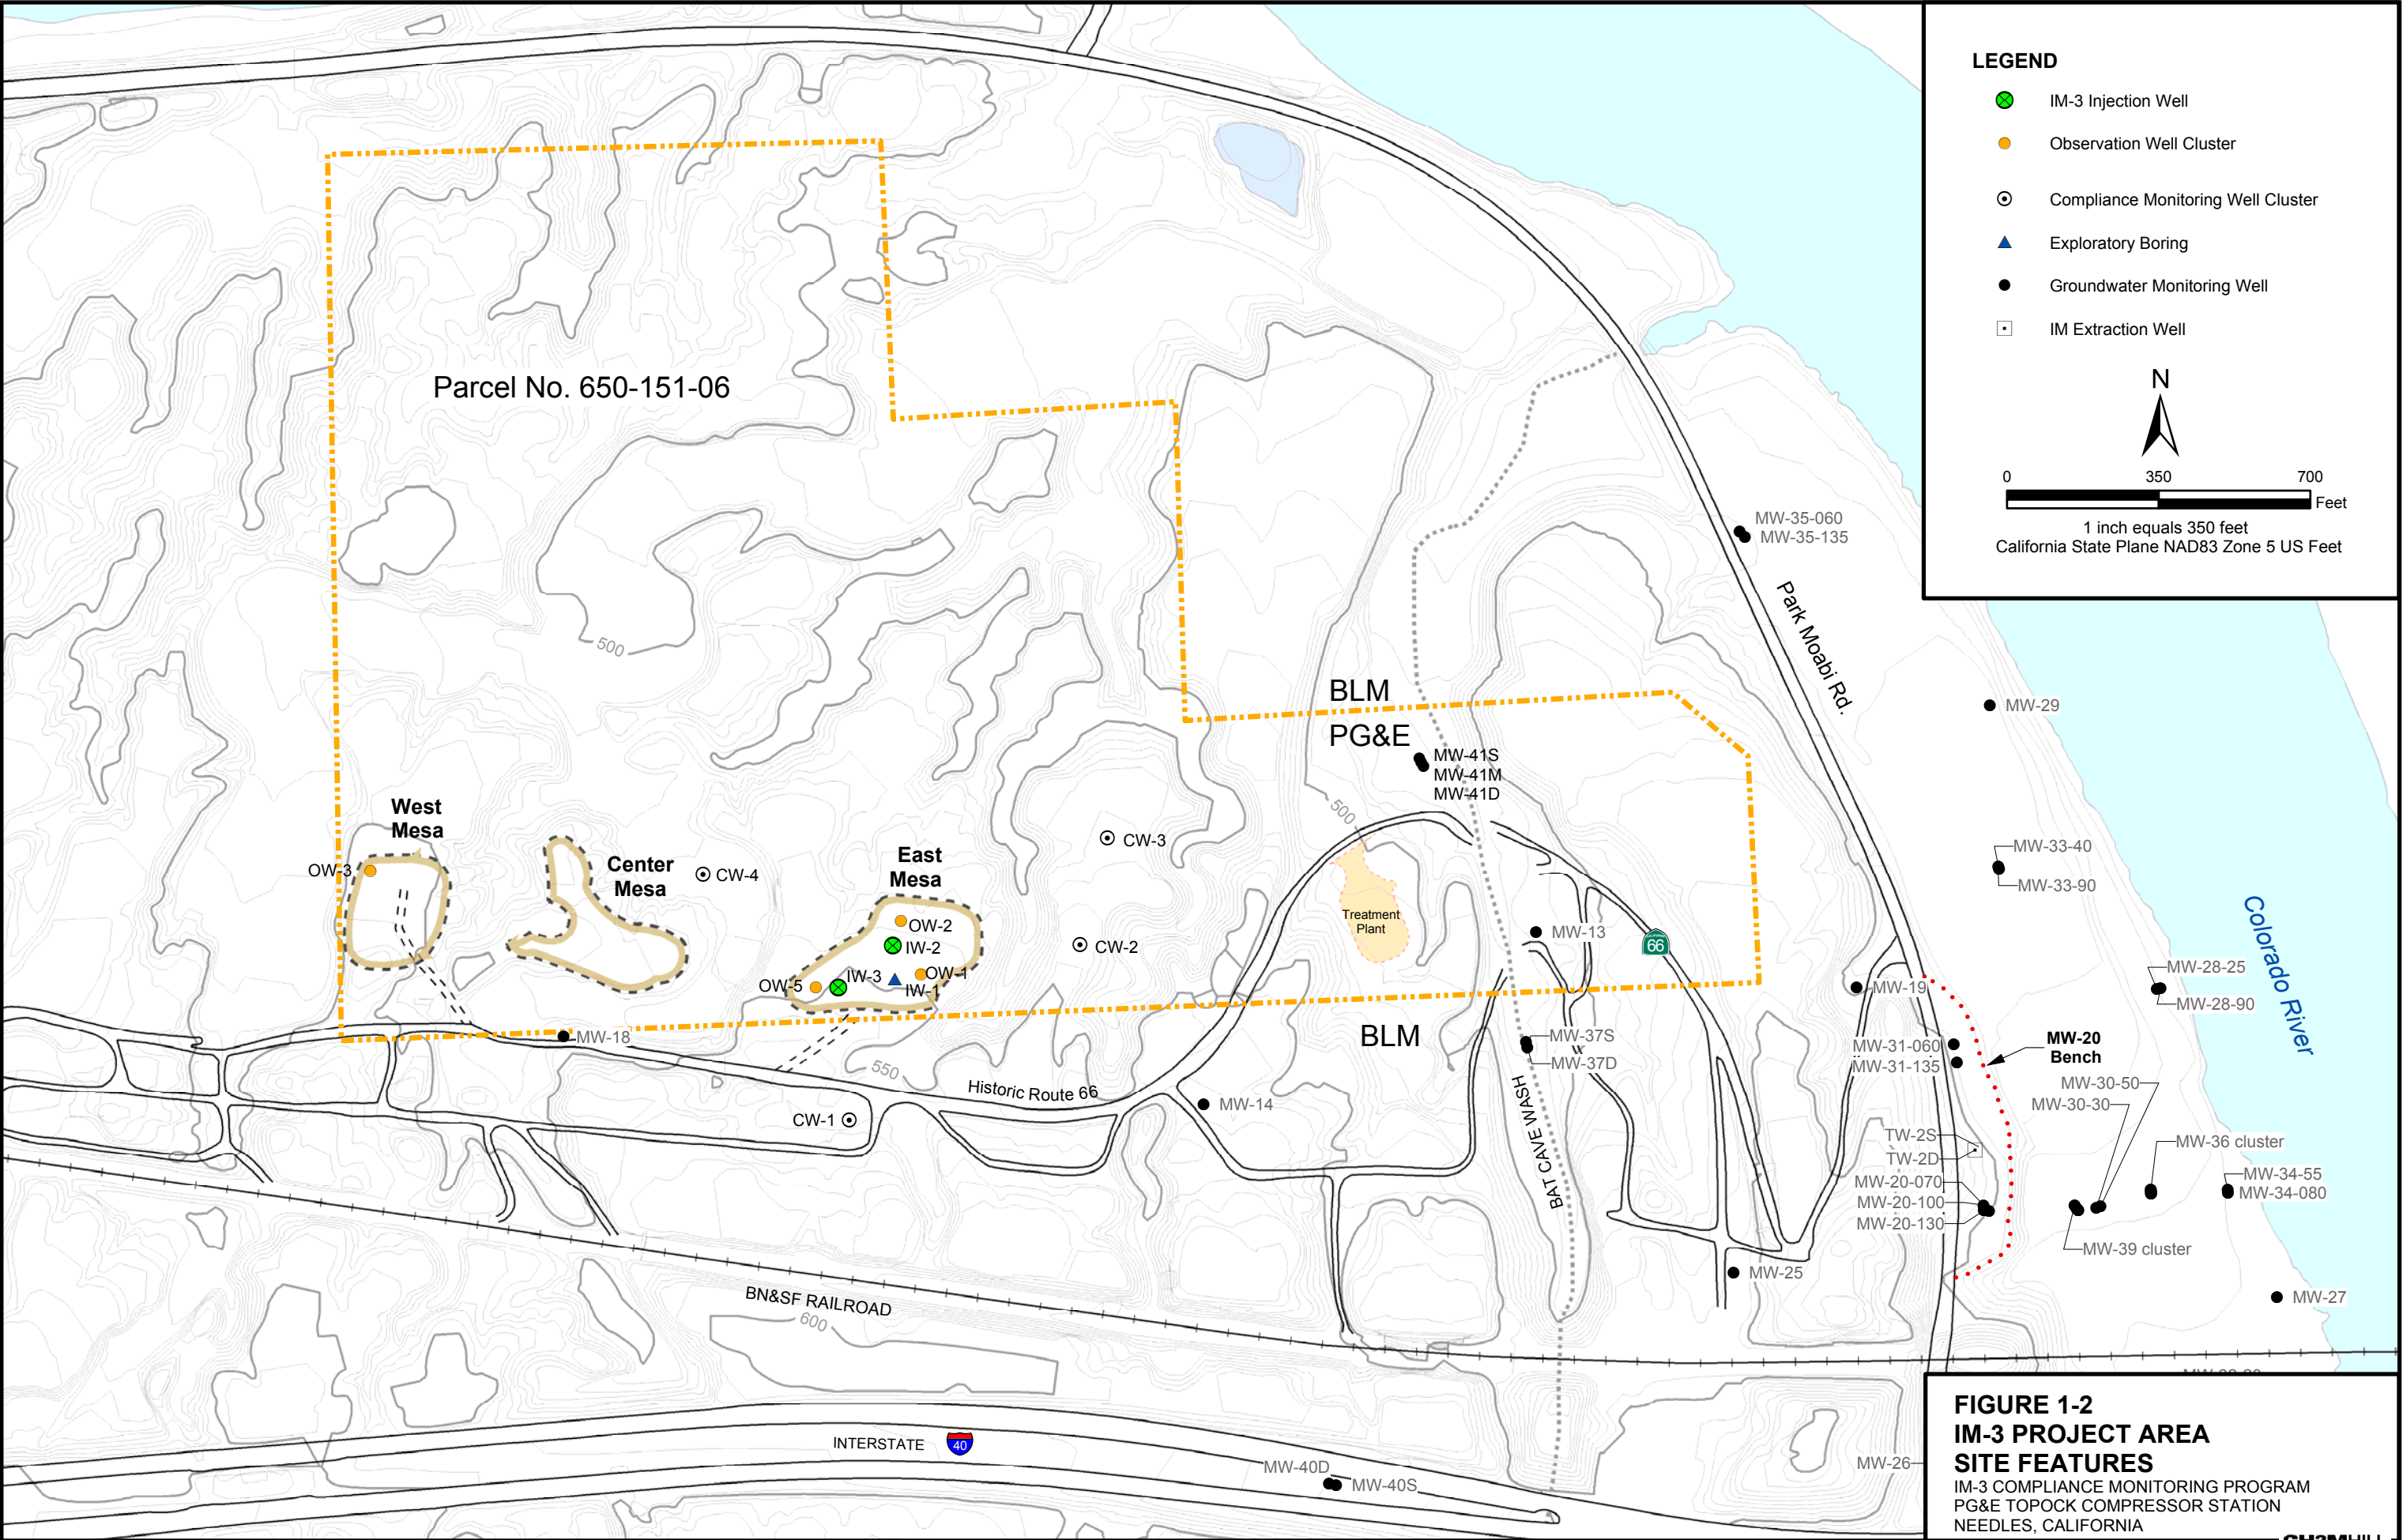 LEGEND
IM-3 Injection Well
Observation Well Cluster
Compliance Monitoring Well Cluster
Exploratory Boring
Groundwater Monitoring Well
IM Extraction Well
N
0 350 700
Feet
1 inch equals 350 feet
California State Plane NAD83 Zone 5 US Feet
Parcel No. 650-151-06
500
MW-35-060
MW-35-135
Park Moabi Rd.
BLM
PG&E
MW-29
MW-41S
MW-41M
MW-41D
500
West
Mesa
OW-3
Center
Mesa
CW-4
East
Mesa
CW-3
OW-2
IW-2
CW-2
OW-1
IW-3
IW-1
OW-5
Treatment
Plant
MW-13
66
MW-33-40
MW-33-90
Colorado River
MW-28-25
MW-28-90
MW-19
MW-18
BLM
MW-37S
MW-37D
MW-31-060
MW-31-135
MW-20
Bench
550
Historic Route 66
MW-14
CW-1
BAT CAVE WASH
MW-30-50
MW-30-30
TW-2S
TW-2D
MW-36 cluster
MW-34-55
MW-34-080
MW-20-070
MW-20-100
MW-20-130
MW-39 cluster
MW-25
MW-27
BN&SF RAILROAD
600
INTERSTATE 40
MW-40D
MW-40S
MW-26
FIGURE 1-2
IM-3 PROJECT AREA
SITE FEATURES
IM-3 COMPLIANCE MONITORING PROGRAM
PG&E TOPOCK COMPRESSOR STATION
NEEDLES, CALIFORNIA